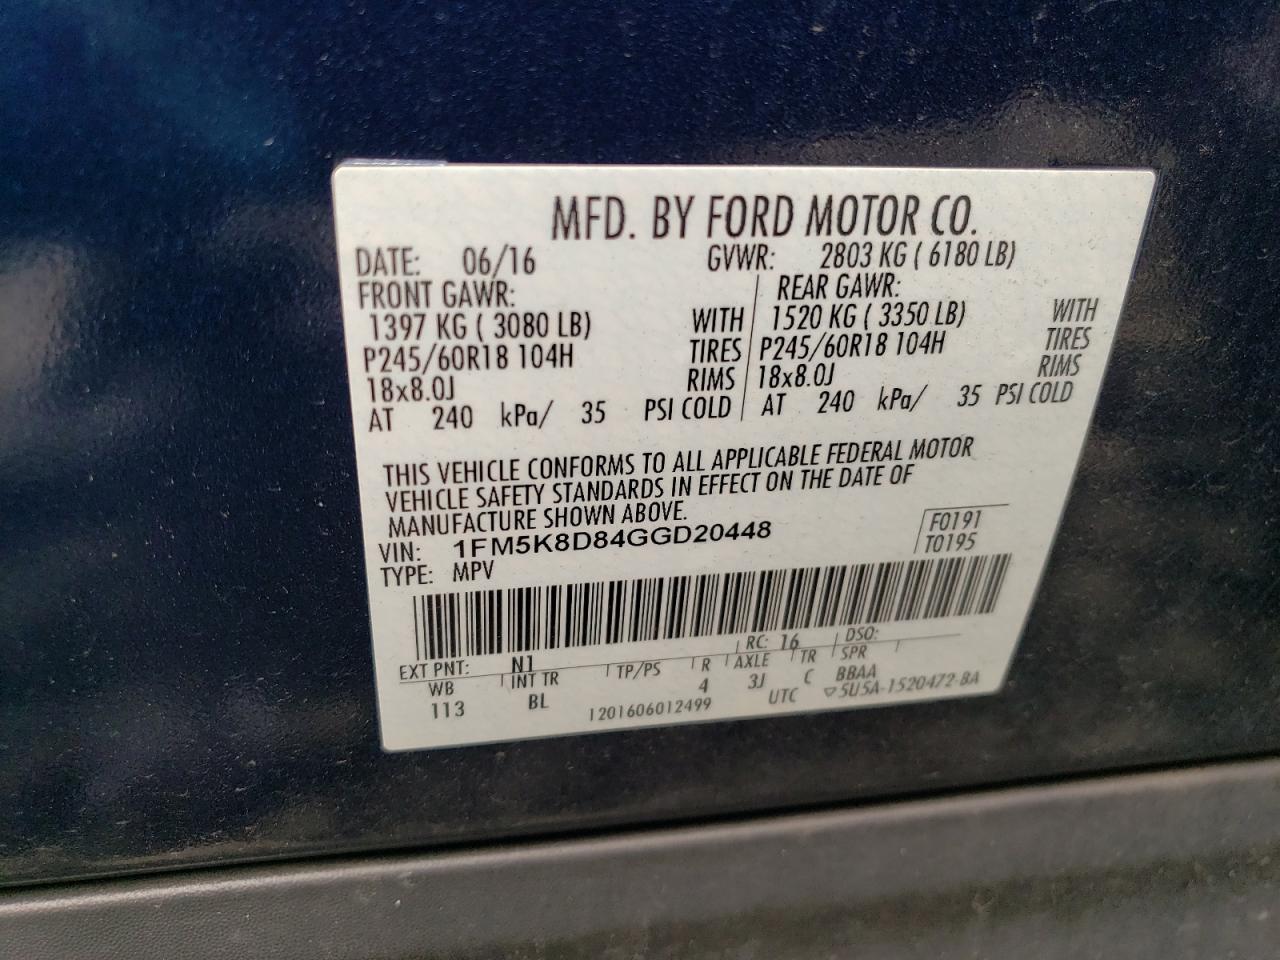 MFD. BY FORD MOTOR CO.
DATE: 06/16 GVWR: 2803 KG ( 6180 LB)
FRONT GAWR: REAR GAWR:
1397 KG ( 3080 LB) WITH 1520 KG ( 3350 LB) WITH
P245/60R18 104H TIRES P245/60R18 104H TIRES
18x8.0J RIMS 18x8.0J RIMS
AT 240 kPa/ 35 PSI COLD AT 240 kPa/ 35 PSI COLD
THIS VEHICLE CONFORMS TO ALL APPLICABLE FEDERAL MOTOR
VEHICLE SAFETY STANDARDS IN EFFECT ON THE DATE OF
MANUFACTURE SHOWN ABOVE.
VIN: 1FM5K8D84GGD20448 F0191
TYPE: MPV T0195
EXT PNT: N1 RC: 16 DSO:
WB INT TR TP/PS R AXLE TR SPR
113 BL 4 3J C BBAA
1201606012499 UTC ▽5U5A-1520472-BA